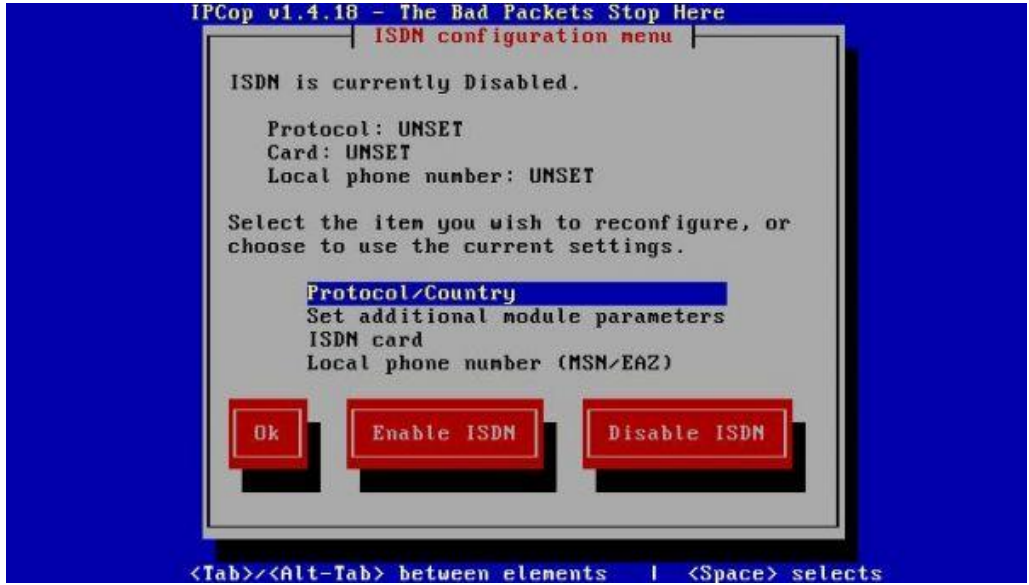 IPCop v1.4.18 - The Bad Packets Stop Here
ISDN configuration menu
ISDN is currently Disabled.
Protocol: UNSET
Card: UNSET
Local phone number: UNSET
Select the item you wish to reconfigure, or
choose to use the current settings.
Protocol/Country
Set additional module parameters
ISDN card
Local phone number (MSN/EAZ)
Ok Enable ISDN Disable ISDN
<Tab>/<Alt-Tab> between elements | <Space> selects